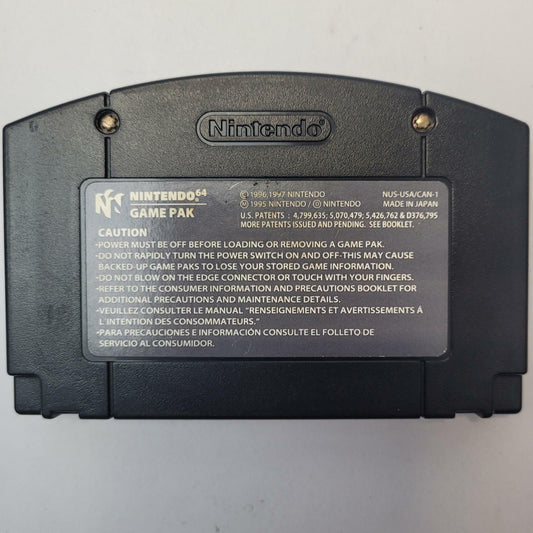 Nintendo®
NINTENDO®64
GAME PAK
©1996,1997 NINTENDO
Ⓜ1995 NINTENDO / Ⓓ NINTENDO
U.S. PATENTS : 4,799,635; 5,070,479; 5,426,762 & D376,795
MORE PATENTS ISSUED AND PENDING. SEE BOOKLET.
NUS-USA/CAN-1
MADE IN JAPAN
CAUTION
•POWER MUST BE OFF BEFORE LOADING OR REMOVING A GAME PAK.
•DO NOT RAPIDLY TURN THE POWER SWITCH ON AND OFF-THIS MAY CAUSE
BACKED-UP GAME PAKS TO LOSE YOUR STORED GAME INFORMATION.
•DO NOT BLOW ON THE EDGE CONNECTOR OR TOUCH WITH YOUR FINGERS.
•REFER TO THE CONSUMER INFORMATION AND PRECAUTIONS BOOKLET FOR
ADDITIONAL PRECAUTIONS AND MAINTENANCE DETAILS.
•VEUILLEZ CONSULTER LE MANUAL "RENSEIGNEMENTS ET AVERTISSEMENTS Á
L´INTENTION DES CONSOMMATEURS."
•PARA PRECAUCIONES E INFORMACIÓN CONSULTE EL FOLLETO DE
SERVICIO AL CONSUMIDOR.